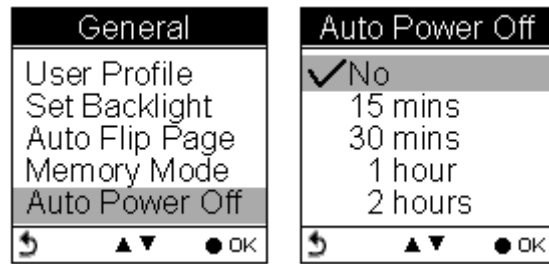 General
User Profile
Set Backlight
Auto Flip Page
Memory Mode
Auto Power Off
OK
Auto Power Off
No
15 mins
30 mins
1 hour
2 hours
OK